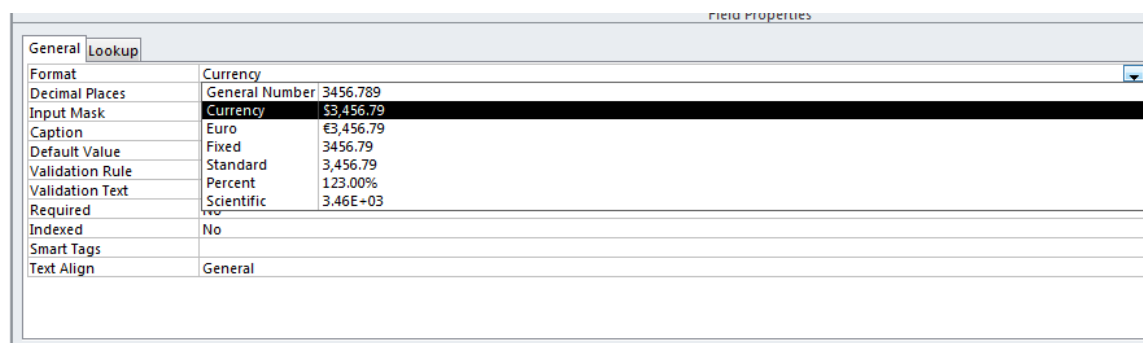 Field Properties
General Lookup
Format Currency
Decimal Places General Number 3456.789
Input Mask Currency $3,456.79
Caption Euro €3,456.79
Default Value Fixed 3456.79
Validation Rule Standard 3,456.79
Validation Text Percent 123.00%
Required Scientific 3.46E+03
No
Indexed No
Smart Tags
Text Align General